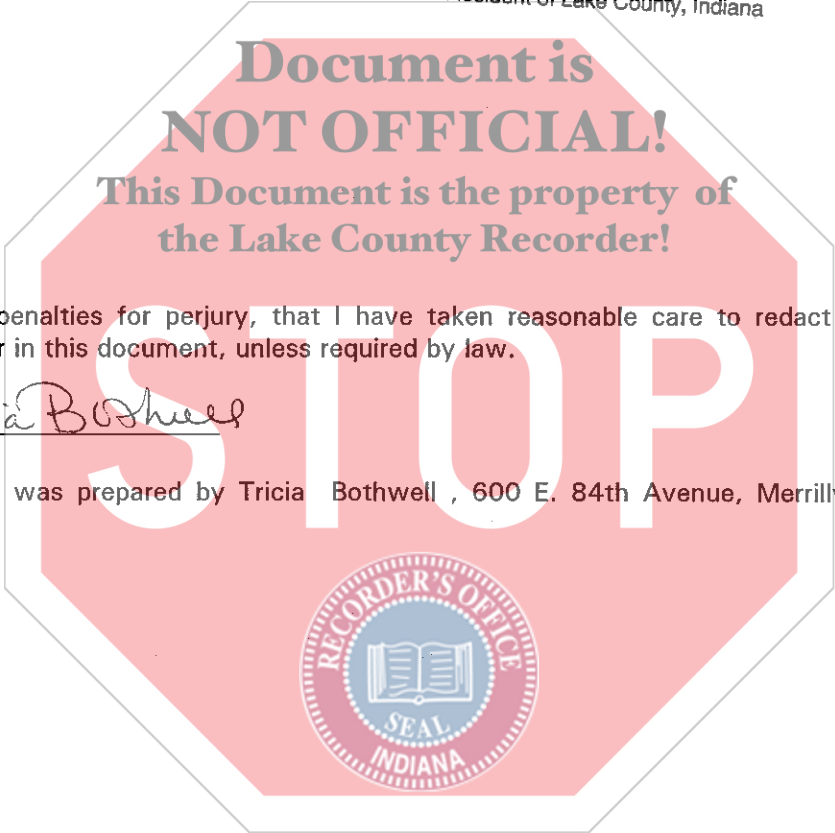 of Lake County, Indiana
Document is
NOT OFFICIAL!
This Document is the property of
the Lake County Recorder!
penalties for perjury, that I have taken reasonable care to redact
in this document, unless required by law.
STOP
Bothwell
was prepared by Tricia Bothwell , 600 E. 84th Avenue, Merrillv
RECORDER'S OFFICE
SEAL
INDIANA